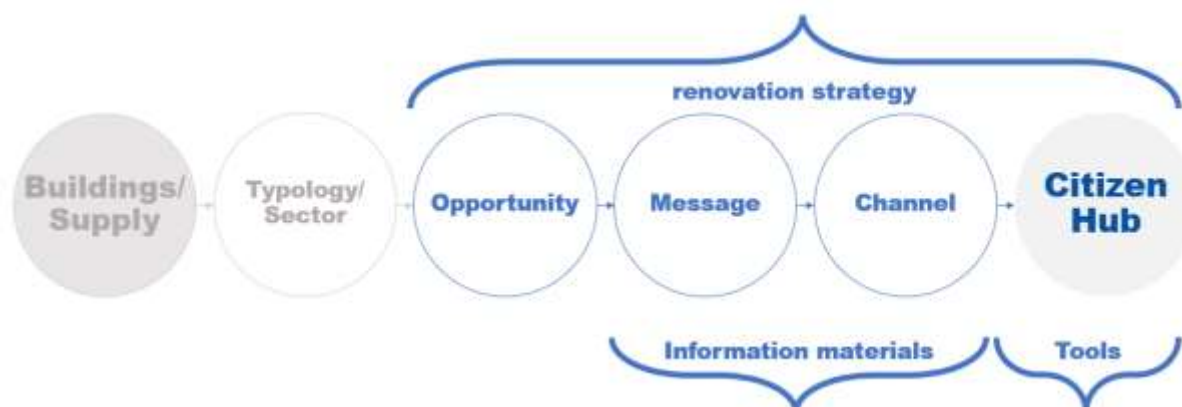 renovation strategy
Buildings/
Supply
Typology/
Sector
Opportunity
Message
Channel
Citizen
Hub
Information materials
Tools